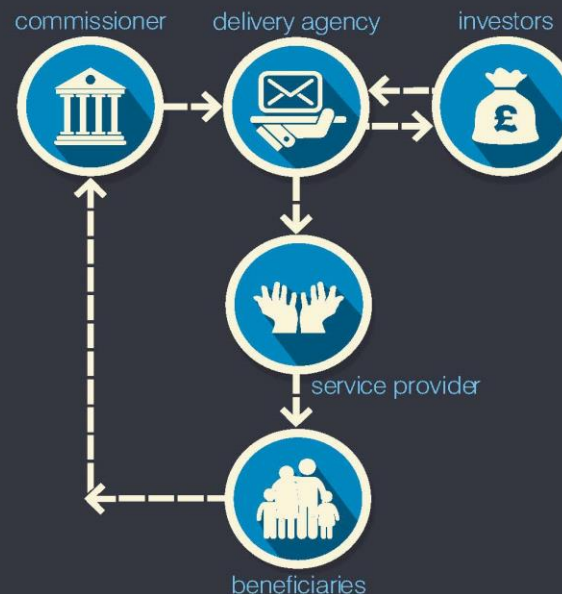 commissioner
delivery agency
investors
£
service provider
beneficiaries